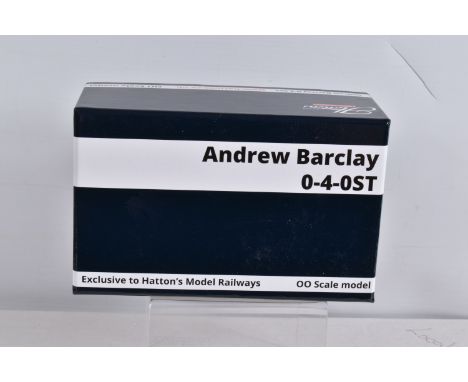 Andrew Barclay
0-4-0ST
Exclusive to Hatton's Model Railways OO Scale model